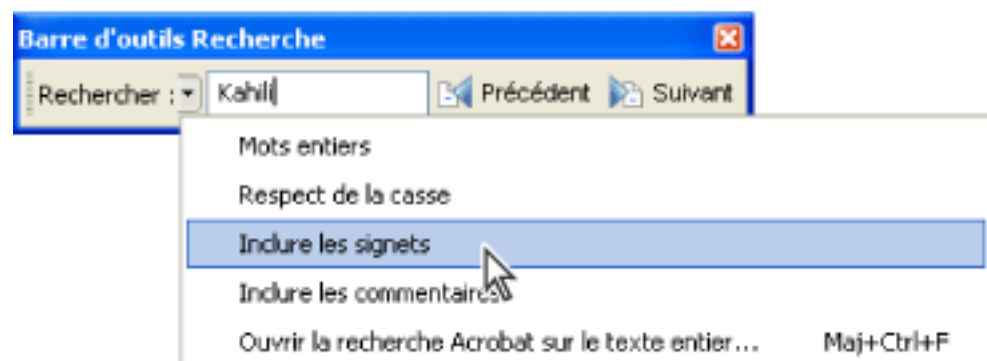 Barre d'outils Recherche
Rechercher : Kahili Précédent Suivant
Mots entiers
Respect de la casse
Inclure les signets
Inclure les commentaires
Ouvrir la recherche Acrobat sur le texte entier... Maj+Ctrl+F